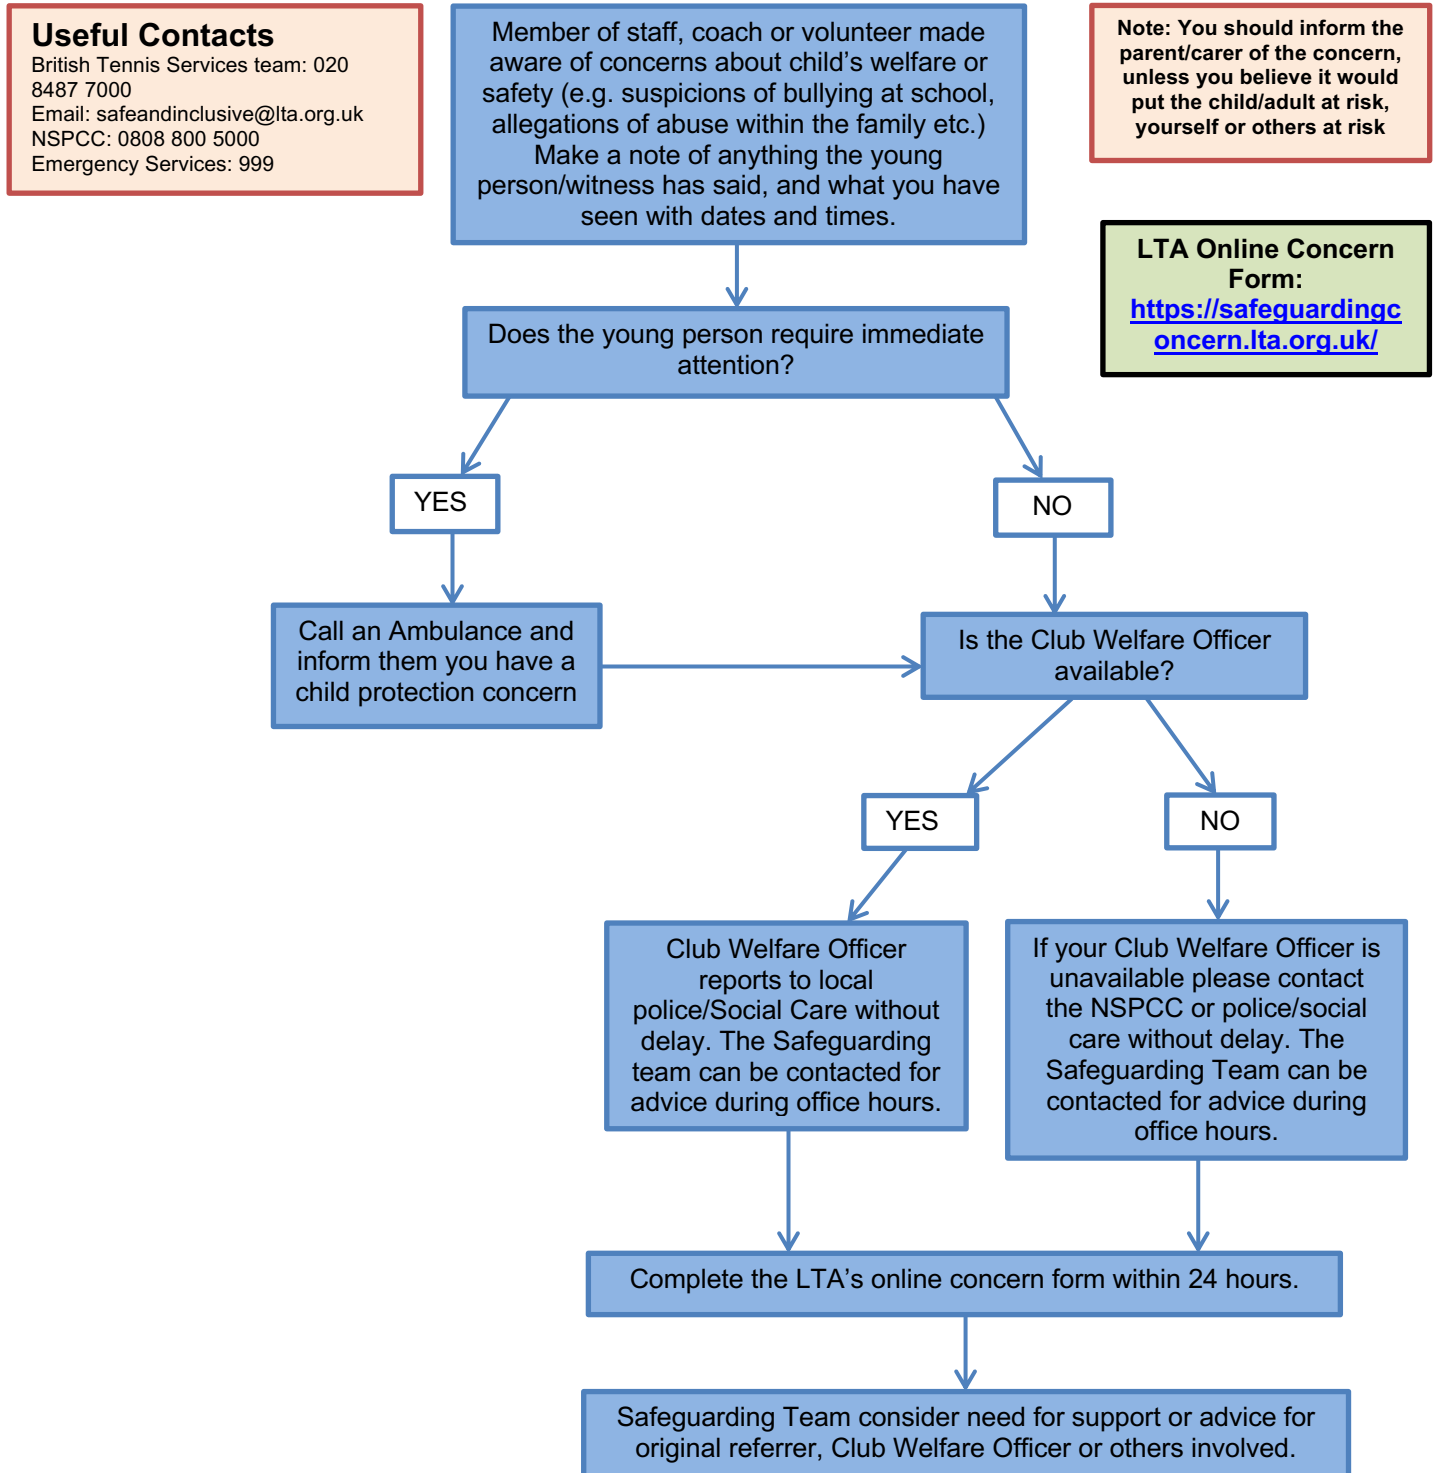 Useful Contacts
British Tennis Services team: 020
8487 7000
Email: safeandinclusive@lta.org.uk
NSPCC: 0808 800 5000
Emergency Services: 999
Member of staff, coach or volunteer made
aware of concerns about child’s welfare or
safety (e.g. suspicions of bullying at school,
allegations of abuse within the family etc.)
Make a note of anything the young
person/witness has said, and what you have
seen with dates and times.
Note: You should inform the
parent/carer of the concern,
unless you believe it would
put the child/adult at risk,
yourself or others at risk
LTA Online Concern
Form:
https://safeguardingc
oncern.lta.org.uk/
Does the young person require immediate
attention?
YES
NO
Call an Ambulance and
inform them you have a
child protection concern
Is the Club Welfare Officer
available?
YES
NO
Club Welfare Officer
reports to local
police/Social Care without
delay. The Safeguarding
team can be contacted for
advice during office hours.
If your Club Welfare Officer is
unavailable please contact
the NSPCC or police/social
care without delay. The
Safeguarding Team can be
contacted for advice during
office hours.
Complete the LTA’s online concern form within 24 hours.
Safeguarding Team consider need for support or advice for
original referrer, Club Welfare Officer or others involved.